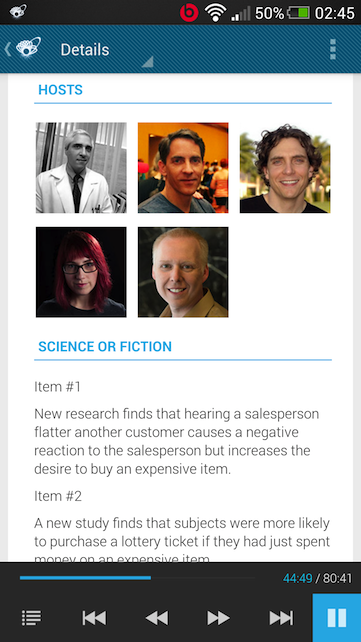 50% 02:45
Details
HOSTS
SCIENCE OR FICTION
Item #1
New research finds that hearing a salesperson
flatter another customer causes a negative
reaction to the salesperson but increases the
desire to buy an expensive item.
Item #2
A new study finds that subjects were more likely
to purchase a lottery ticket if they had just spent
money on an expensive item
44:49 / 80:41